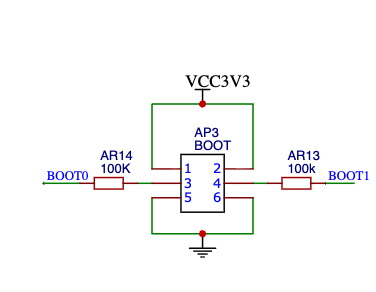 VCC3V3
AP3
BOOT
AR14
100K
AR13
100k
BOOT0
BOOT1
1 2
3 4
5 6